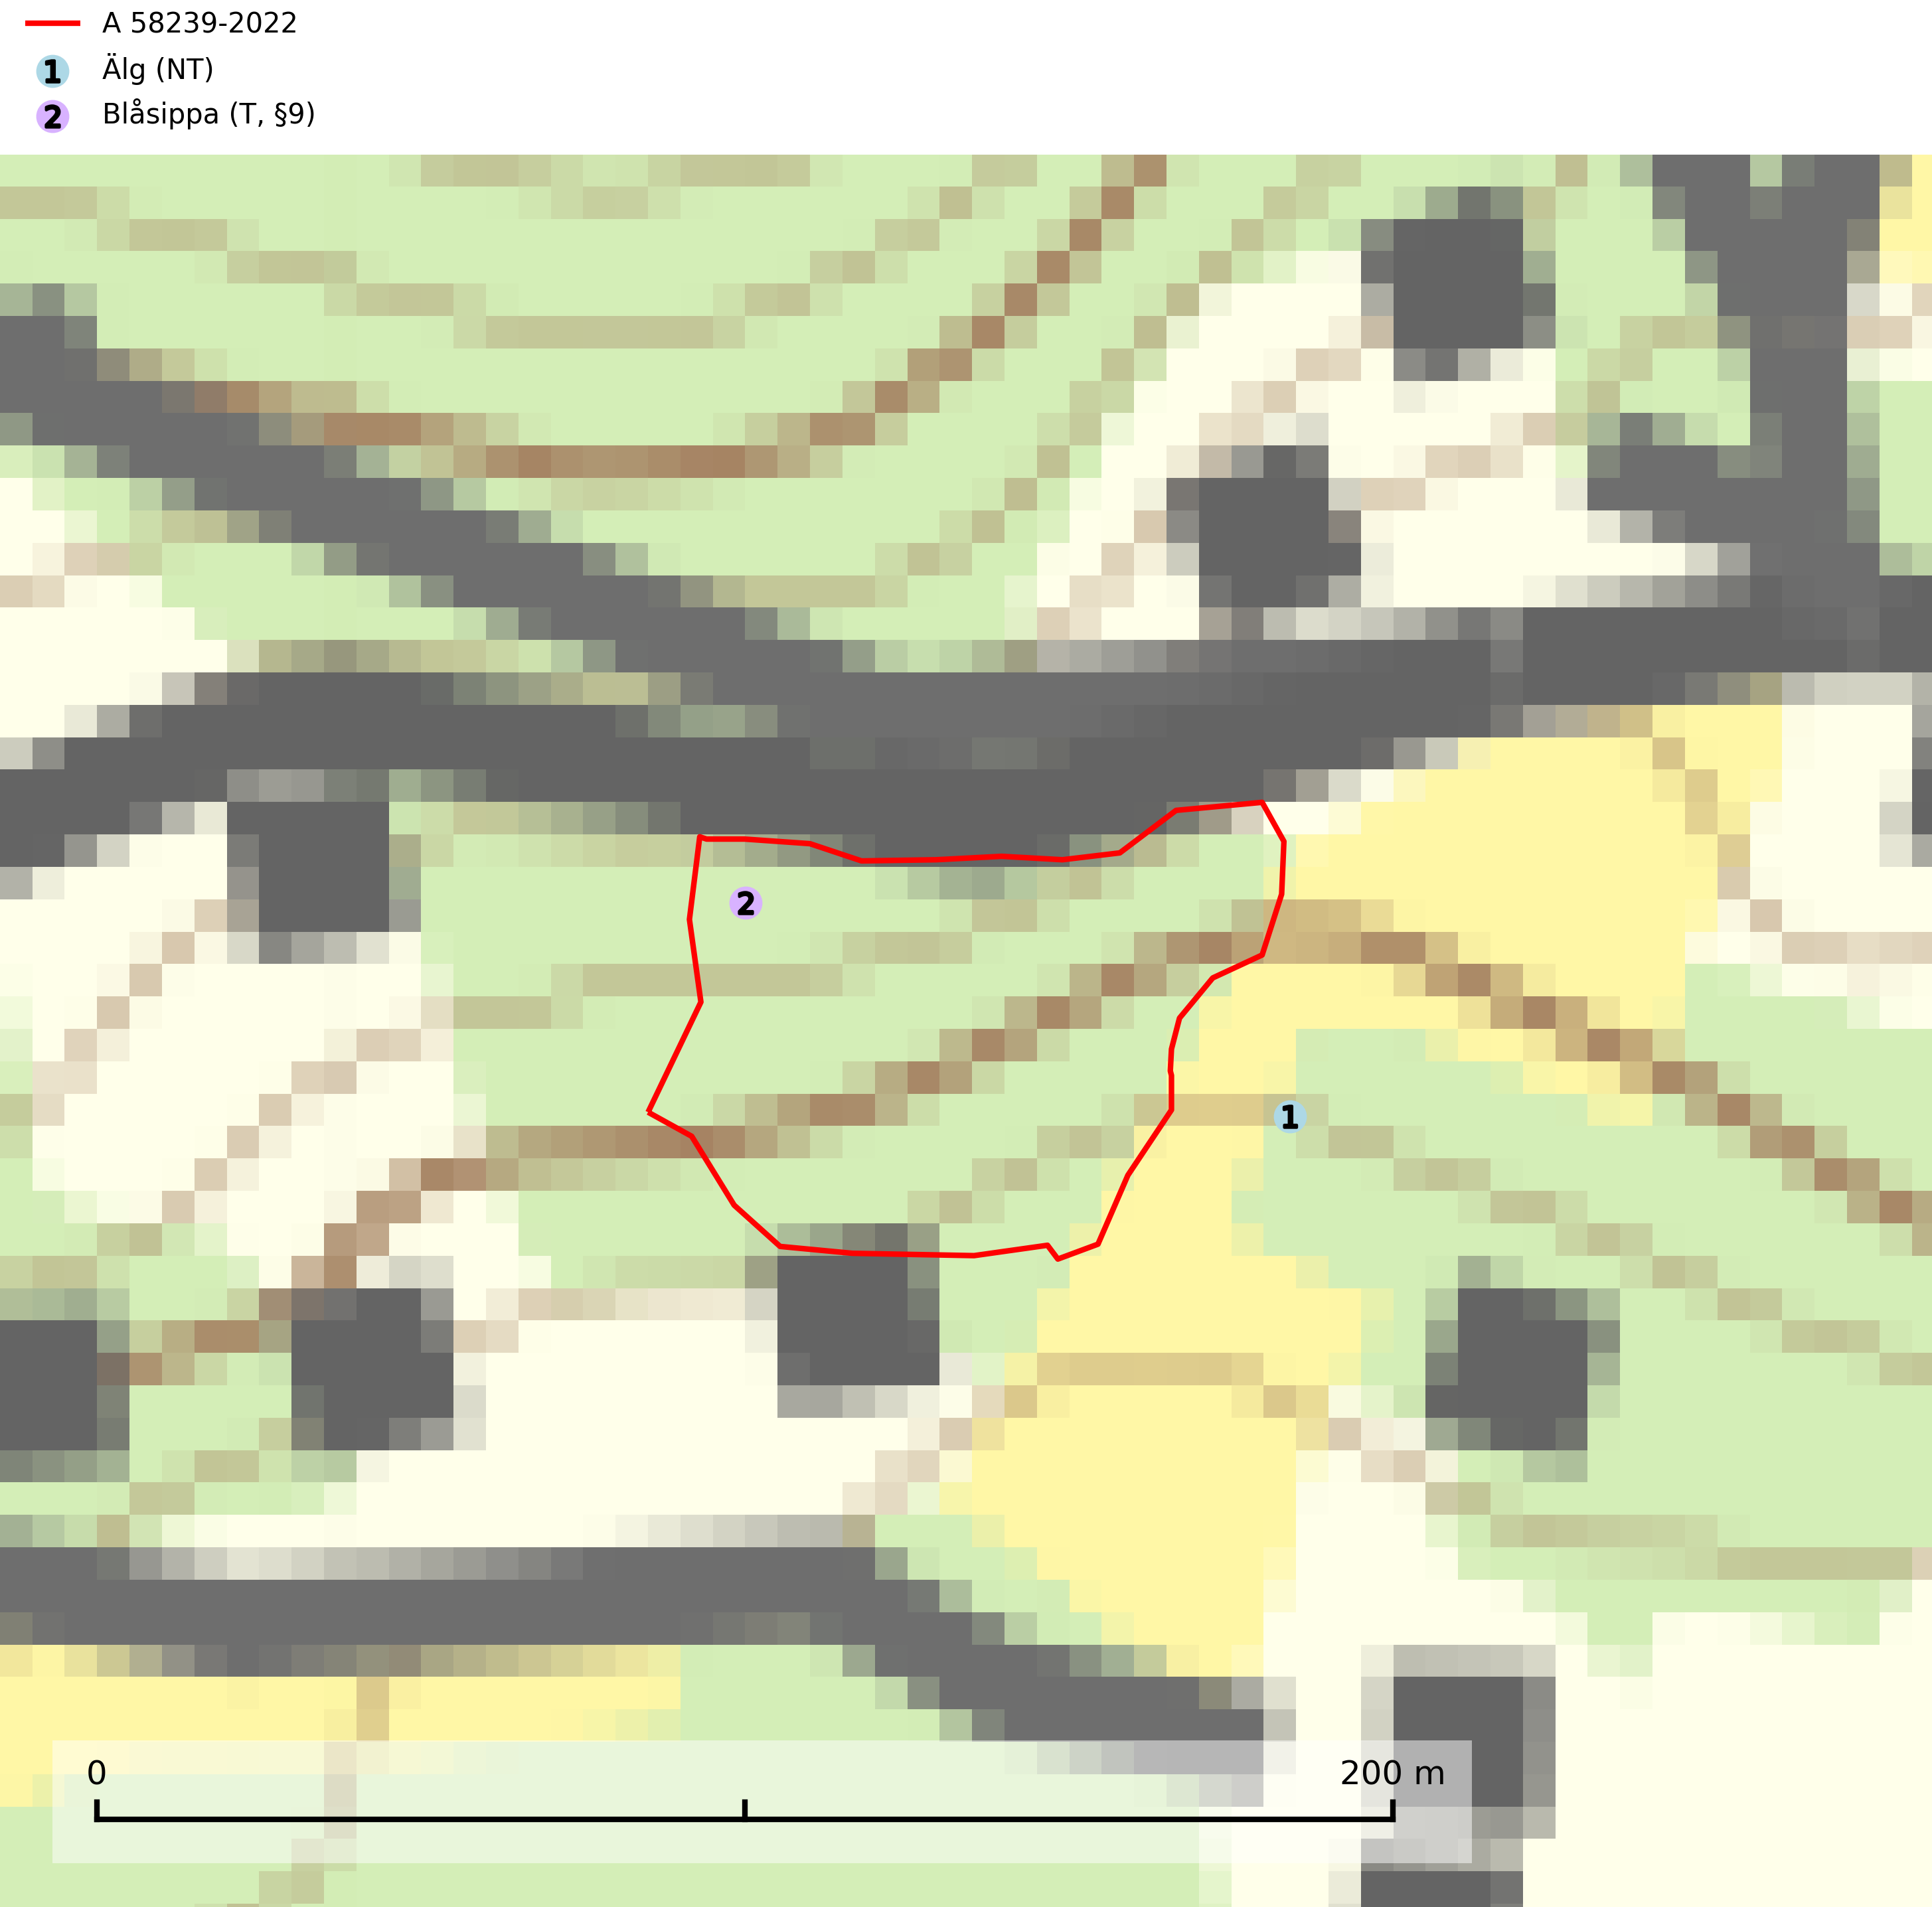 A 58239-2022
1 Älg (NT)
2 Blåsippa (T, §9)
2
1
0 200 m